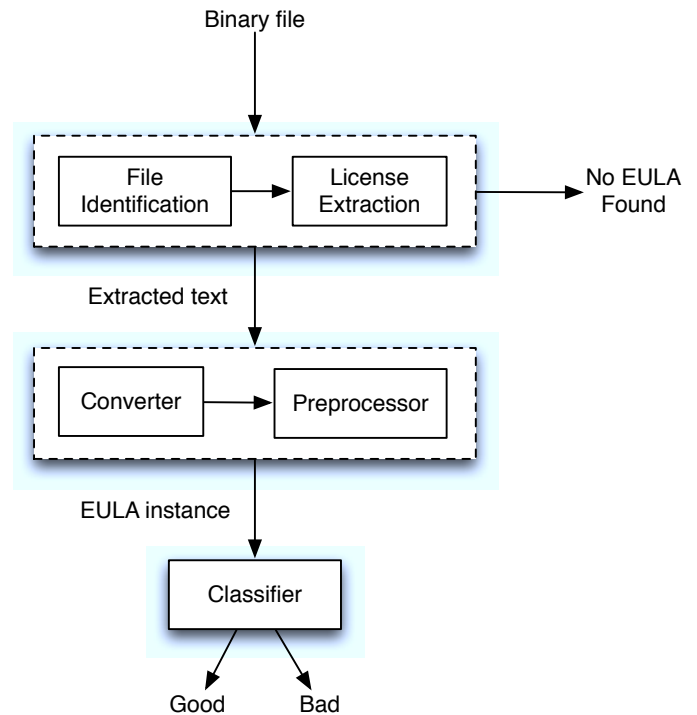 Binary file
File
Identification
License
Extraction
No EULA
Found
Extracted text
Converter
Preprocessor
EULA instance
Classifier
Good
Bad